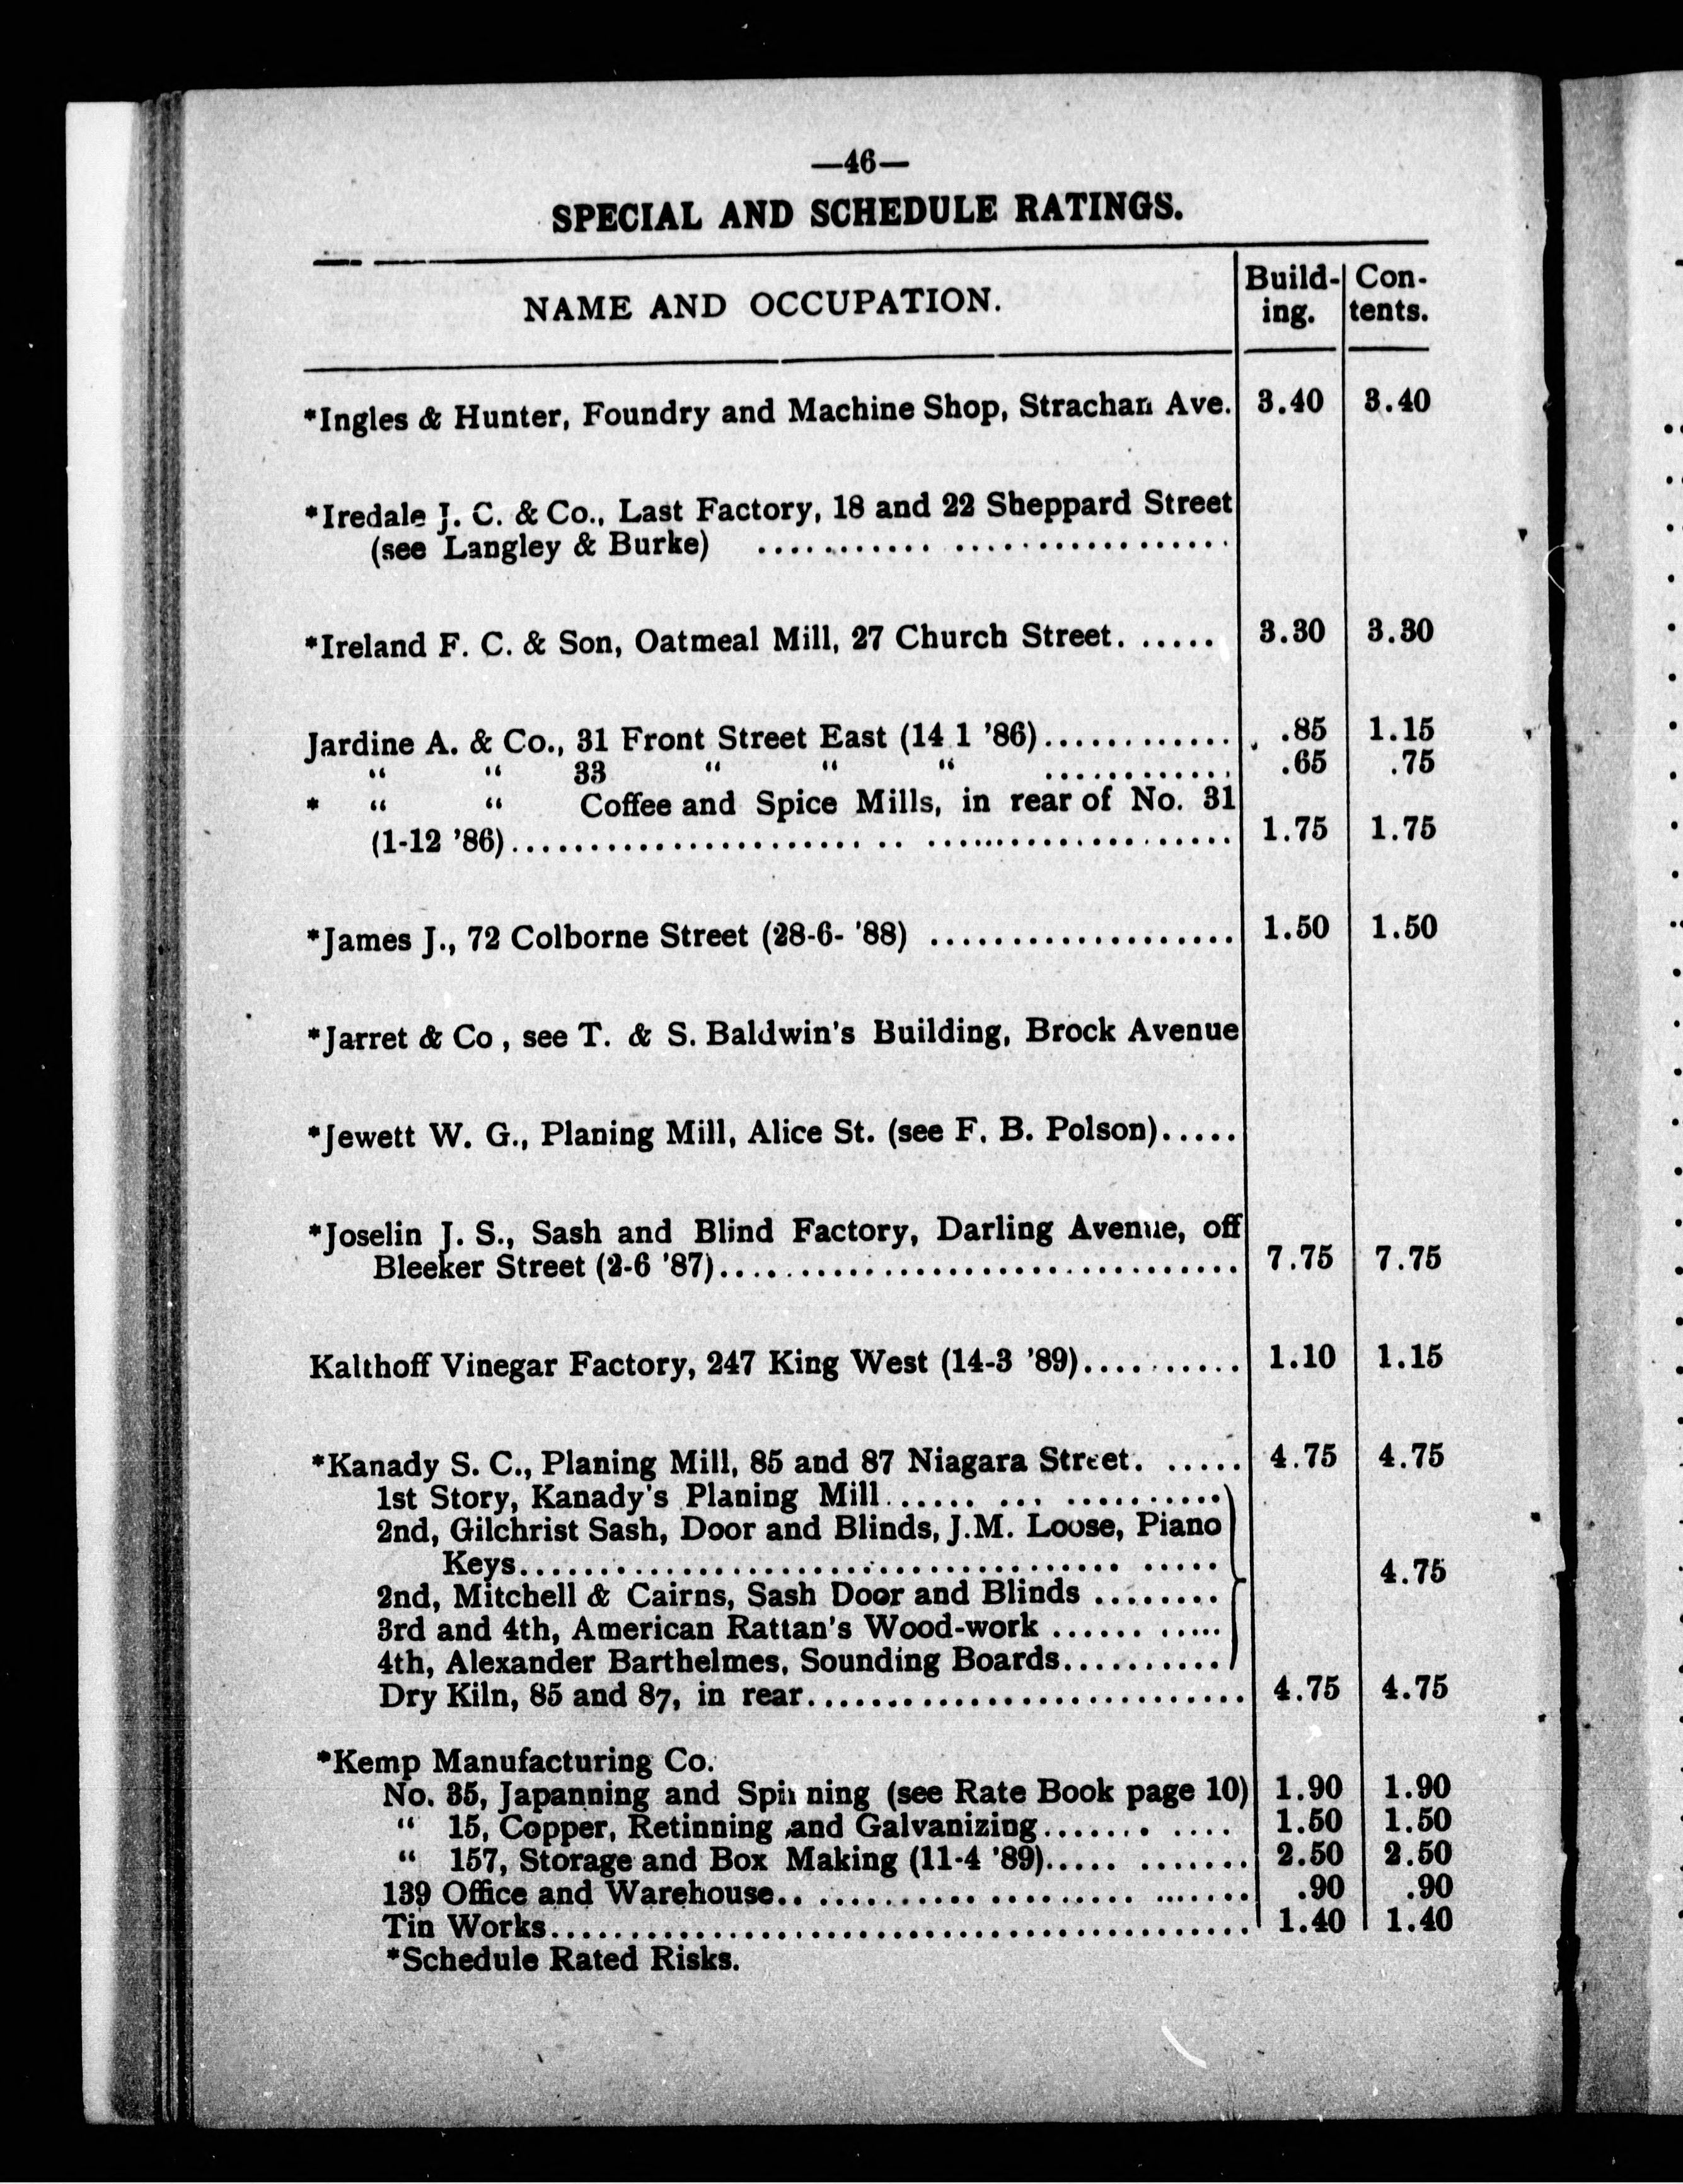 —46—
SPECIAL AND SCHEDULE RATINGS.
NAME AND OCCUPATION. Build-ing. Con-tents.
*Ingles & Hunter, Foundry and Machine Shop, Strachan Ave. 3.40 3.40
*Iredale J. C. & Co., Last Factory, 18 and 22 Sheppard Street
(see Langley & Burke) ..............................
*Ireland F. C. & Son, Oatmeal Mill, 27 Church Street. ..... 3.30 3.30
Jardine A. & Co., 31 Front Street East (14 1 '86)............ .85 1.15
“ “ 33 “ “ “ ............ .65 .75
* “ “ Coffee and Spice Mills, in rear of No. 31
(1-12 '86)............................................ 1.75 1.75
*James J., 72 Colborne Street (28-6- '88) ................... 1.50 1.50
*Jarret & Co , see T. & S. Baldwin's Building, Brock Avenue
*Jewett W. G., Planing Mill, Alice St. (see F. B. Polson).....
*Joselin J. S., Sash and Blind Factory, Darling Avenue, off
Bleeker Street (2-6 '87)................................. 7.75 7.75
Kalthoff Vinegar Factory, 247 King West (14-3 '89).......... 1.10 1.15
*Kanady S. C., Planing Mill, 85 and 87 Niagara Street. ..... 4.75 4.75
1st Story, Kanady's Planing Mill...... ... ..........
2nd, Gilchrist Sash, Door and Blinds, J.M. Loose, Piano
Keys............................................ 4.75
2nd, Mitchell & Cairns, Sash Door and Blinds ........
3rd and 4th, American Rattan's Wood-work ...... .....
4th, Alexander Barthelmes, Sounding Boards..........
Dry Kiln, 85 and 87, in rear............................ 4.75 4.75
*Kemp Manufacturing Co.
No. 35, Japanning and Spinning (see Rate Book page 10) 1.90 1.90
“ 15, Copper, Retinning and Galvanizing....... .... 1.50 1.50
“ 157, Storage and Box Making (11-4 '89)..... ....... 2.50 2.50
139 Office and Warehouse.. .......... ......... ....... .90 .90
Tin Works............................................. 1.40 1.40
*Schedule Rated Risks.